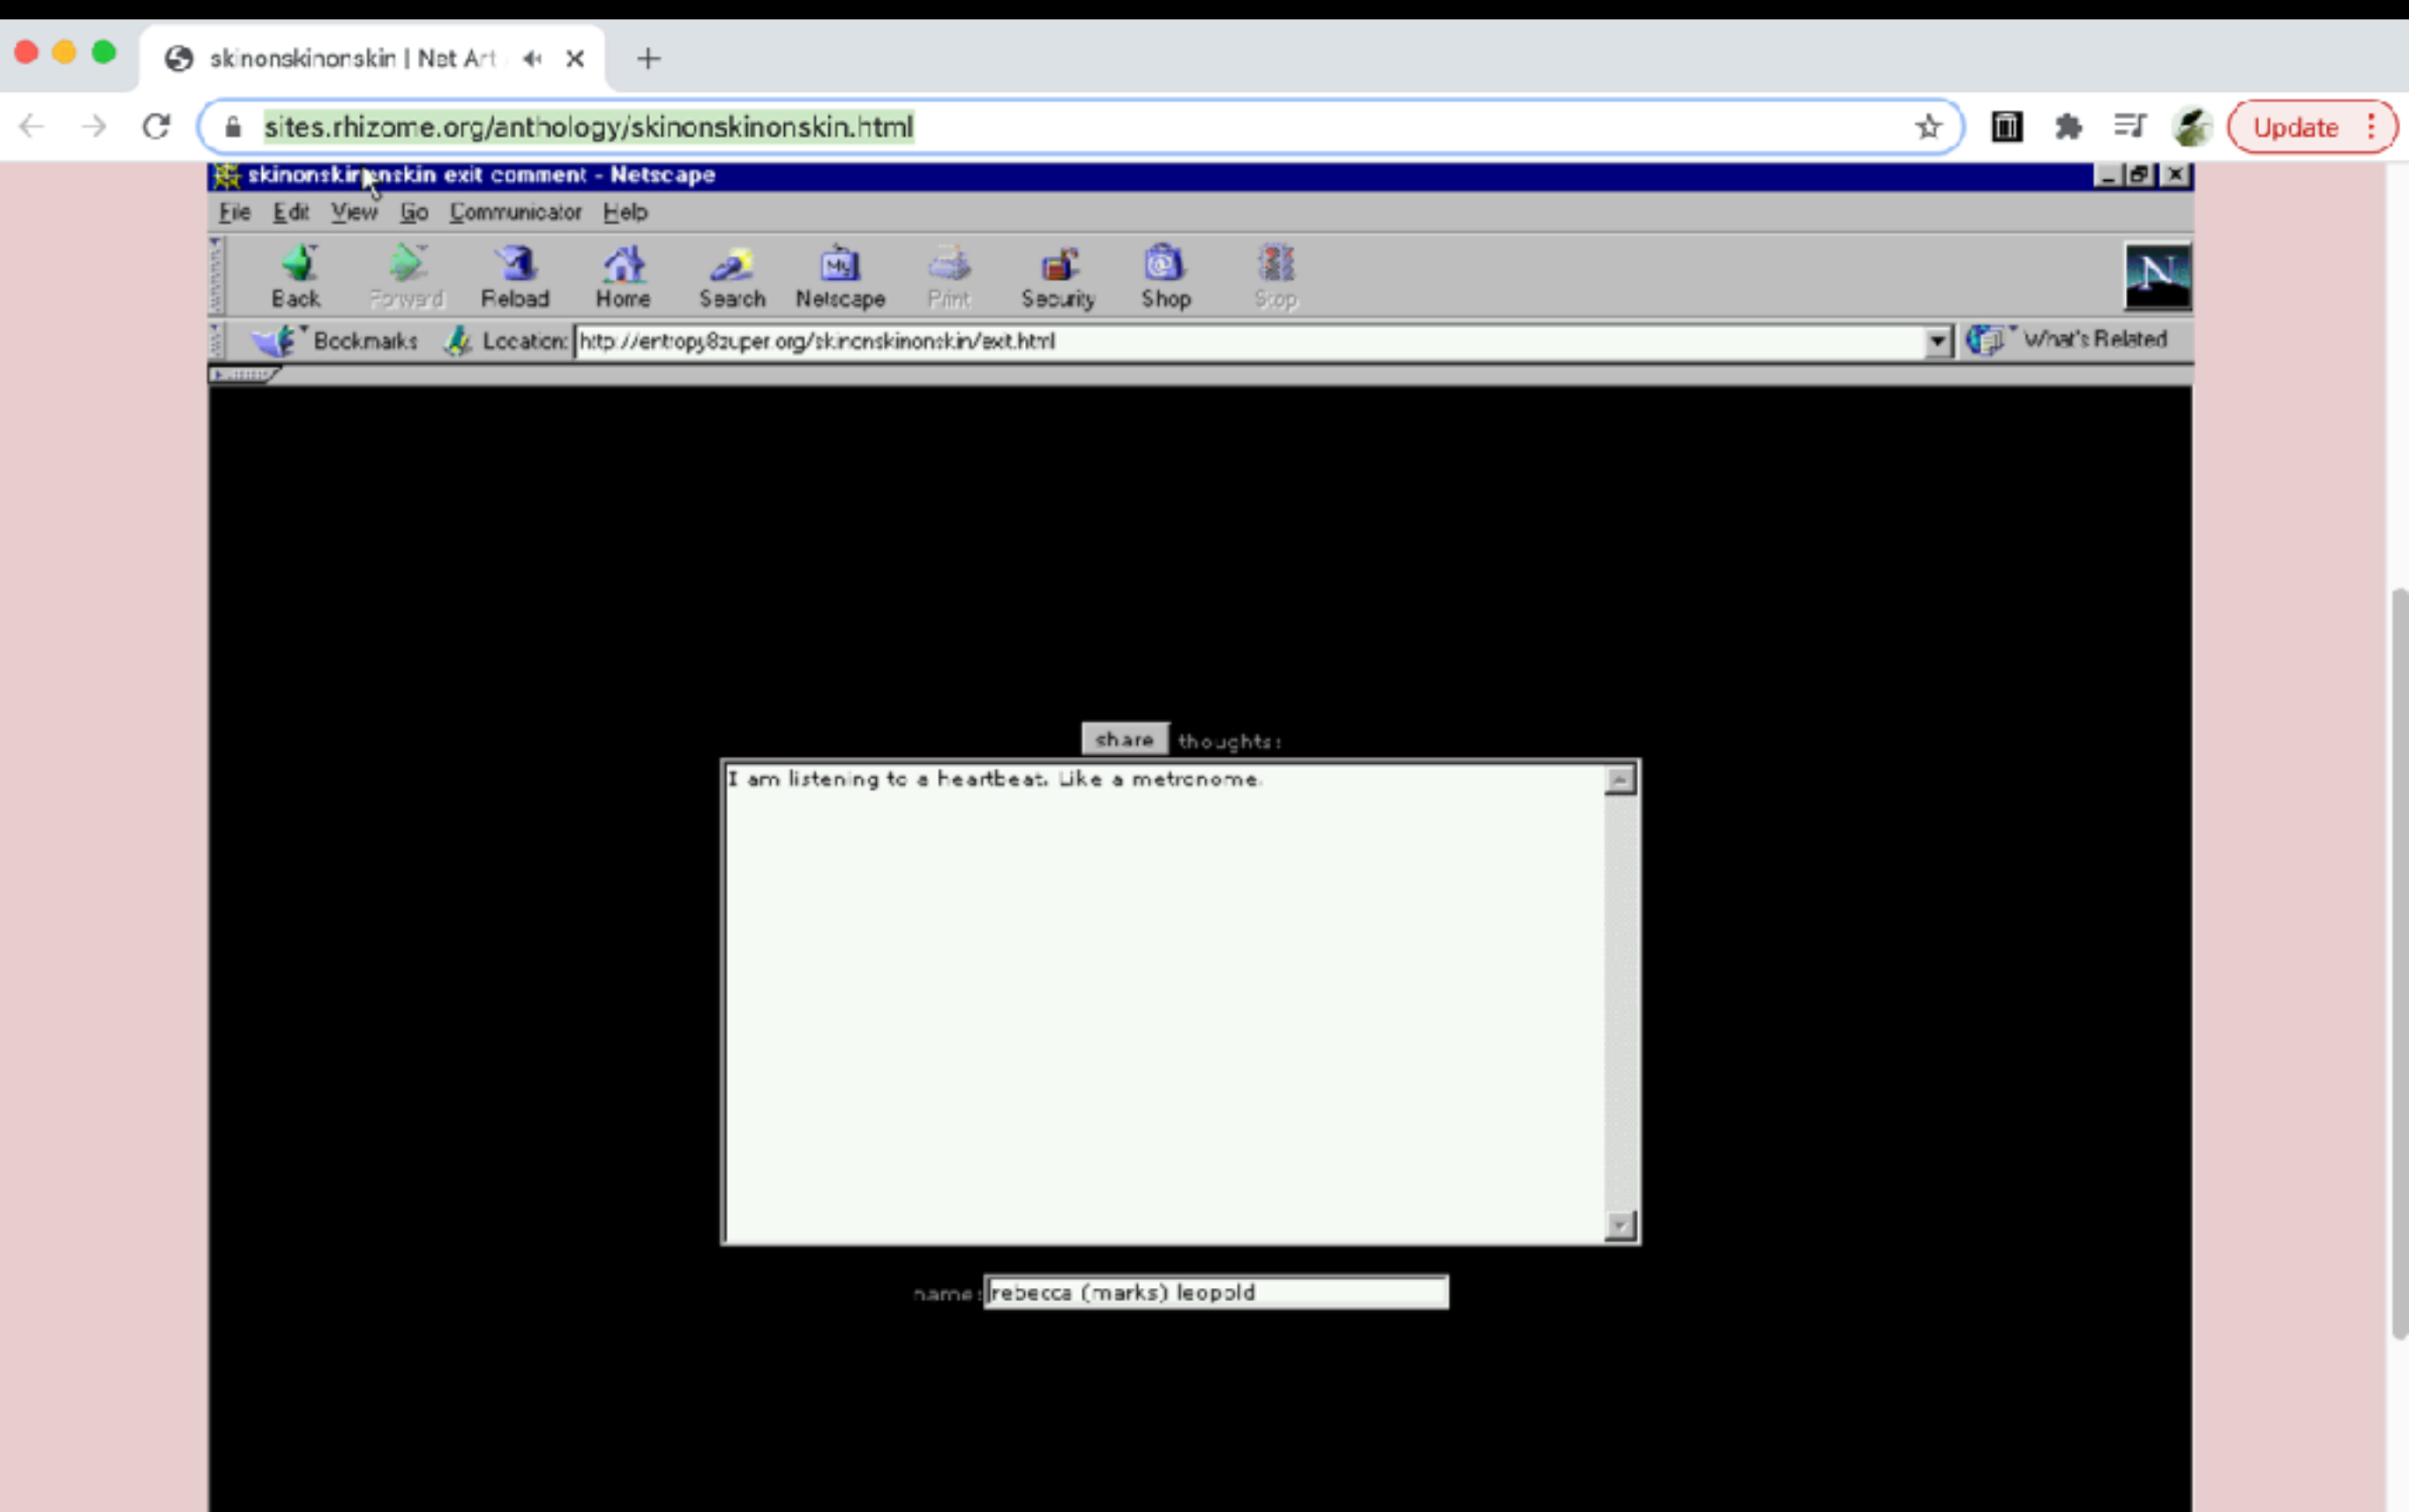 skinonskinonskin | Net Art
sites.rhizome.org/anthology/skinonskinonskin.html
Update
skinonskinonskin exit comment - Netscape
File Edit View Go Communicator Help
Back Forward Reload Home Search Netscape Print Security Shop Stop
My
N
Bookmarks Location: http://entropy8zuper.org/skinonskinonskin/exit.html What's Related
share thoughts:
I am listening to a heartbeat. Like a metronome.
name: rebecca (marks) leopold